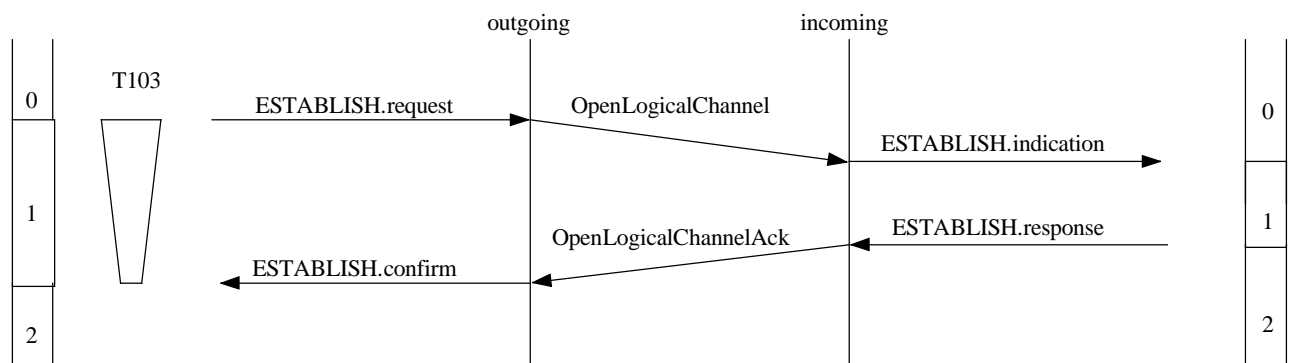 outgoing
incoming
T103
0
ESTABLISH.request
OpenLogicalChannel
0
ESTABLISH.indication
1
1
OpenLogicalChannelAck
ESTABLISH.response
ESTABLISH.confirm
2
2